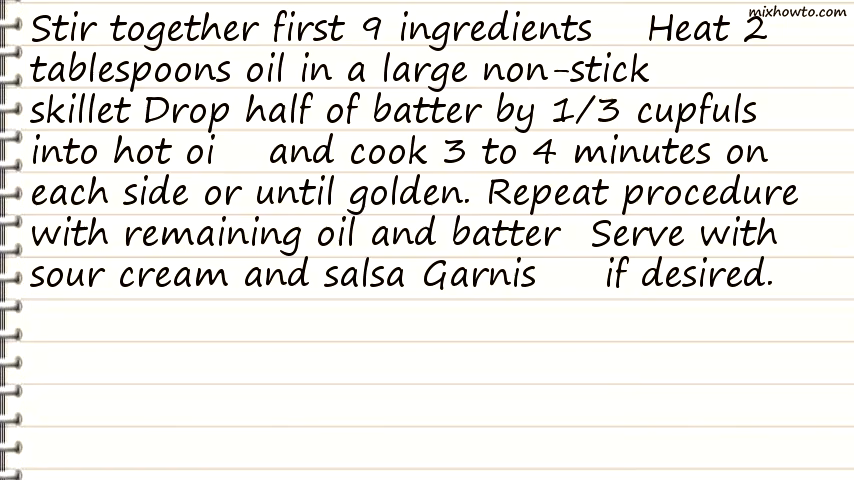 mixhowto.com
Stir together first 9 ingredients Heat 2
tablespoons oil in a large non-stick
skillet Drop half of batter by 1/3 cupfuls
into hot oi and cook 3 to 4 minutes on
each side or until golden. Repeat procedure
with remaining oil and batter Serve with
sour cream and salsa Garnis if desired.